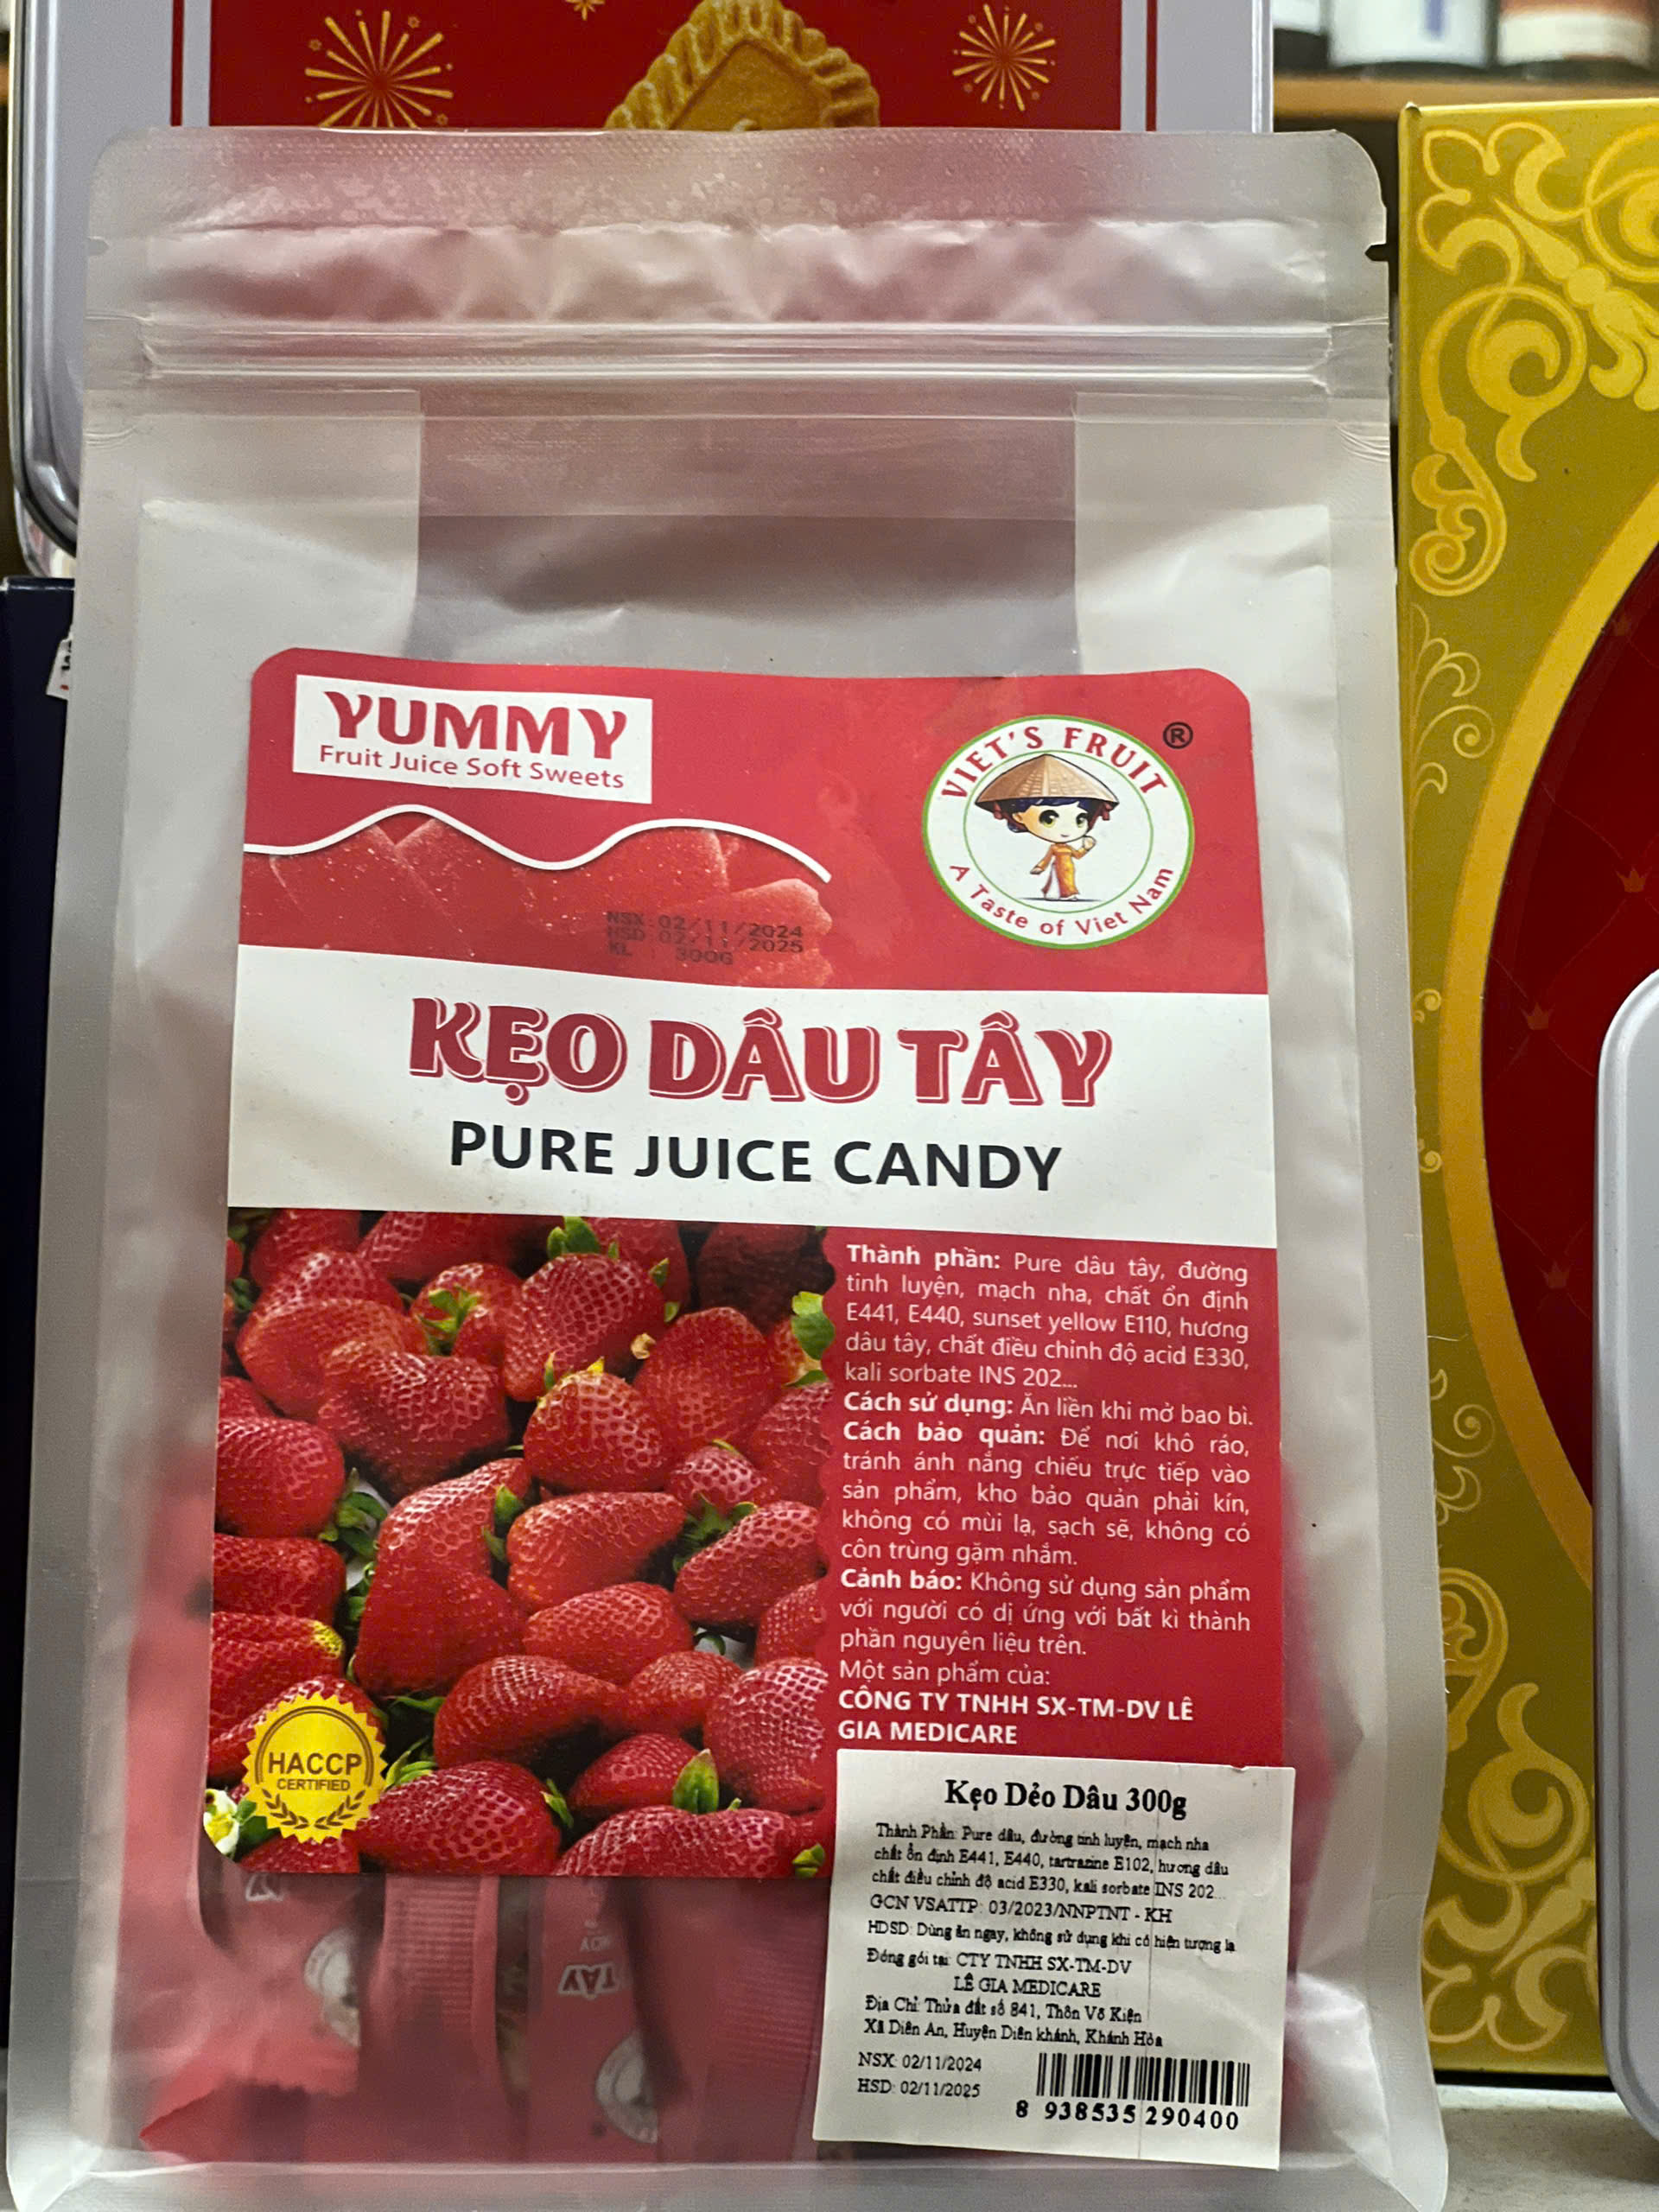 YUMMY
Fruit Juice Soft Sweets
VIET'S FRUIT
®
A Taste of Viet Nam
NSX 02/11/2024
HSD 02/11/2025
KL : 300G
KẸO DÂU TÂY
PURE JUICE CANDY
Thành phần: Pure dâu tây, đường
tinh luyện, mạch nha, chất ổn định
E441, E440, sunset yellow E110, hương
dâu tây, chất điều chỉnh độ acid E330,
kali sorbate INS 202...
Cách sử dụng: Ăn liền khi mở bao bì.
Cách bảo quản: Để nơi khô ráo,
tránh ánh nắng chiếu trực tiếp vào
sản phẩm, kho bảo quản phải kín,
không có mùi lạ, sạch sẽ, không có
côn trùng gặm nhắm.
Cảnh báo: Không sử dụng sản phẩm
với người có dị ứng với bất kì thành
phần nguyên liệu trên.
Một sản phẩm của:
CÔNG TY TNHH SX-TM-DV LÊ
GIA MEDICARE
HACCP
CERTIFIED
Kẹo Dẻo Dâu 300g
Thành Phần: Pure dâu, đường tinh luyện, mạch nha
chất ổn định E441, E440, tartrazine E102, hương dâu
chất điều chỉnh độ acid E330, kali sorbate INS 202...
GCN VSATTP: 03/2023/NNPTNT - KH
HDSD: Dùng ăn ngay, không sử dụng khi có hiện tượng lạ
Đóng gói tại: CTY TNHH SX-TM-DV
LÊ GIA MEDICARE
Địa Chỉ: Thửa đất số 841, Thôn Võ Kiện
Xã Diên An, Huyện Diên khánh, Khánh Hòa
NSX: 02/11/2024
HSD: 02/11/2025
8 938535 290400
TÂY